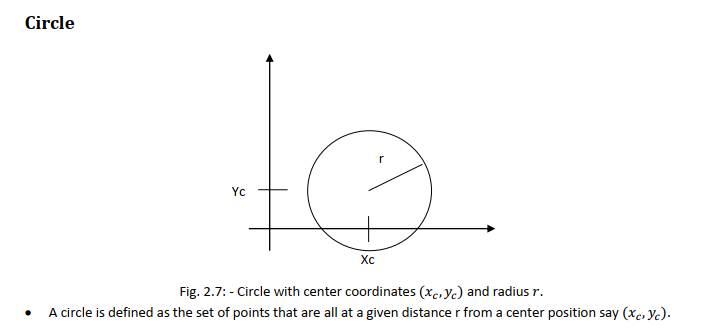 Circle
r
Yc
Xc
Fig. 2.7: - Circle with center coordinates (x_c, y_c) and radius r.
• A circle is defined as the set of points that are all at a given distance r from a center position say (x_c, y_c).